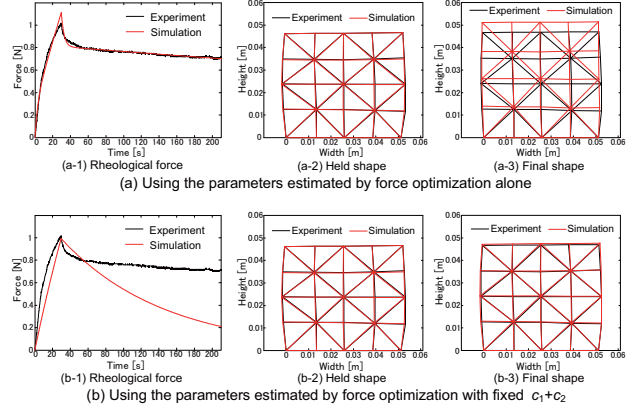 Experiment
Simulation
Force [N]
1
0.8
0.6
0.4
0.2
0 20 40 60 80 100 120 140 160 180 200
Time [s]
(a-1) Rheological force
Experiment Simulation
Height [m]
0.06
0.05
0.04
0.03
0.02
0.01
0
0 0.01 0.02 0.03 0.04 0.05 0.06
Width [m]
(a-2) Held shape
Experiment Simulation
Height [m]
0.06
0.05
0.04
0.03
0.02
0.01
0
0 0.01 0.02 0.03 0.04 0.05 0.06
Width [m]
(a-3) Final shape
(a) Using the parameters estimated by force optimization alone
Experiment
Simulation
Force [N]
1
0.8
0.6
0.4
0.2
0 20 40 60 80 100 120 140 160 180 200
Time [s]
(b-1) Rheological force
Experiment Simulation
Height [m]
0.06
0.05
0.04
0.03
0.02
0.01
0
0 0.01 0.02 0.03 0.04 0.05 0.06
Width [m]
(b-2) Held shape
Experiment Simulation
Height [m]
0.06
0.05
0.04
0.03
0.02
0.01
0
0 0.01 0.02 0.03 0.04 0.05 0.06
Width [m]
(b-3) Final shape
(b) Using the parameters estimated by force optimization with fixed c₁+c₂